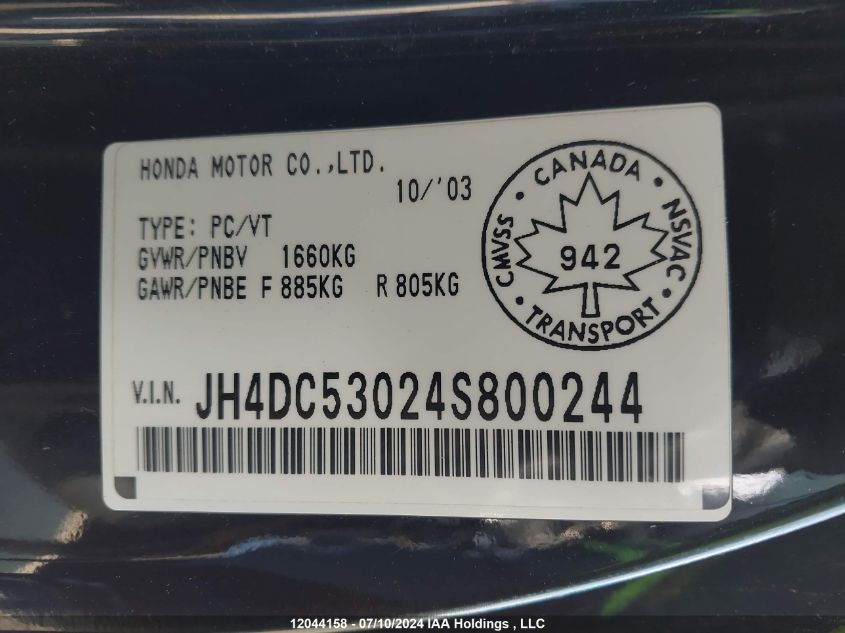 HONDA MOTOR CO.,LTD.
10/'03
TYPE: PC/VT
GVWR/PNBV 1660KG
GAWR/PNBE F 885KG R 805KG
CANADA
CMVSS • NSVAC
942
TRANSPORT
V.I.N. JH4DC53024S800244
12044158 - 07/10/2024 IAA Holdings , LLC